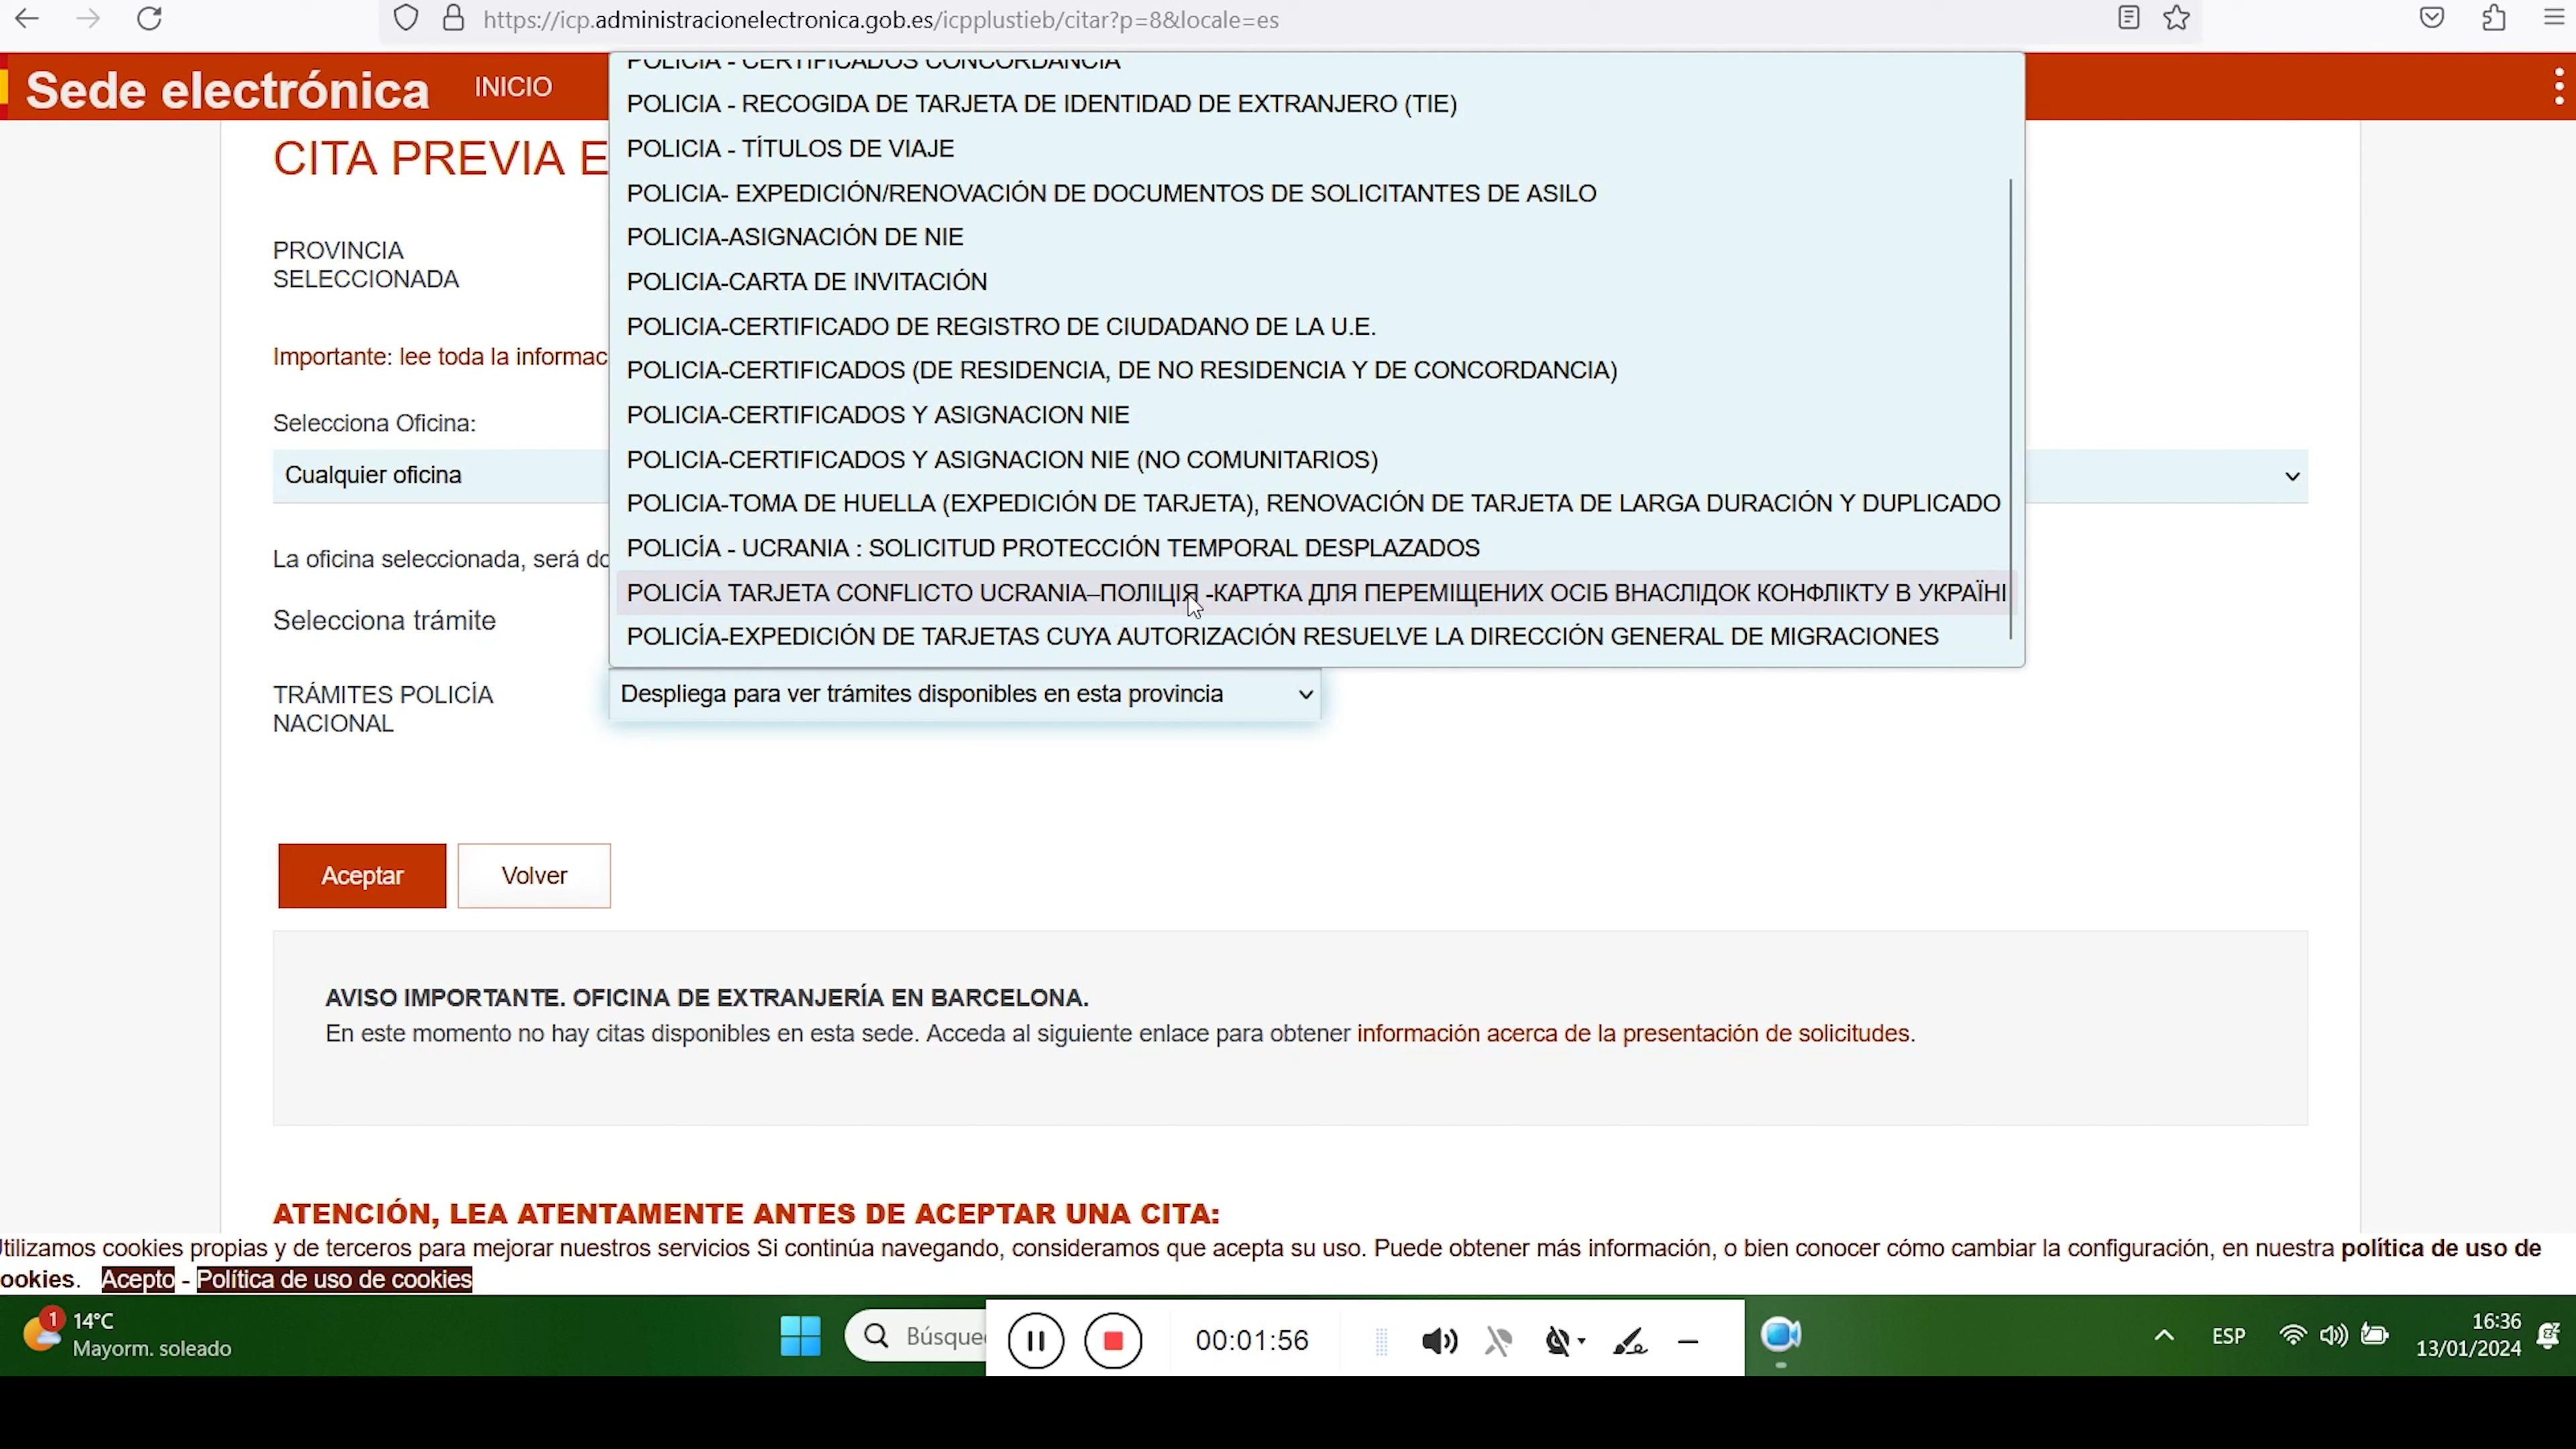 https://icp.administracionelectronica.gob.es/icpplustieb/citar?p=8&locale=es
Sede electrónica
INICIO
CITA PREVIA E
POLICIA - CERTIFICADOS CONCORDANCIA
POLICIA - RECOGIDA DE TARJETA DE IDENTIDAD DE EXTRANJERO (TIE)
POLICIA - TÍTULOS DE VIAJE
POLICIA- EXPEDICIÓN/RENOVACIÓN DE DOCUMENTOS DE SOLICITANTES DE ASILO
POLICIA-ASIGNACIÓN DE NIE
POLICIA-CARTA DE INVITACIÓN
POLICIA-CERTIFICADO DE REGISTRO DE CIUDADANO DE LA U.E.
POLICIA-CERTIFICADOS (DE RESIDENCIA, DE NO RESIDENCIA Y DE CONCORDANCIA)
POLICIA-CERTIFICADOS Y ASIGNACION NIE
POLICIA-CERTIFICADOS Y ASIGNACION NIE (NO COMUNITARIOS)
POLICIA-TOMA DE HUELLA (EXPEDICIÓN DE TARJETA), RENOVACIÓN DE TARJETA DE LARGA DURACIÓN Y DUPLICADO
POLICÍA - UCRANIA : SOLICITUD PROTECCIÓN TEMPORAL DESPLAZADOS
POLICÍA TARJETA CONFLICTO UCRANIA–ПОЛІЦІЯ -КАРТКА ДЛЯ ПЕРЕМІЩЕНИХ ОСІБ ВНАСЛІДОК КОНФЛІКТУ В УКРАЇНІ
POLICÍA-EXPEDICIÓN DE TARJETAS CUYA AUTORIZACIÓN RESUELVE LA DIRECCIÓN GENERAL DE MIGRACIONES
PROVINCIA
SELECCIONADA
Importante: lee toda la informac
Selecciona Oficina:
Cualquier oficina
La oficina seleccionada, será do
Selecciona trámite
TRÁMITES POLICÍA
NACIONAL
Despliega para ver trámites disponibles en esta provincia
Aceptar
Volver
AVISO IMPORTANTE. OFICINA DE EXTRANJERÍA EN BARCELONA.
En este momento no hay citas disponibles en esta sede. Acceda al siguiente enlace para obtener información acerca de la presentación de solicitudes.
ATENCIÓN, LEA ATENTAMENTE ANTES DE ACEPTAR UNA CITA:
tilizamos cookies propias y de terceros para mejorar nuestros servicios Si continúa navegando, consideramos que acepta su uso. Puede obtener más información, o bien conocer cómo cambiar la configuración, en nuestra política de uso de
ookies. Acepto - Política de uso de cookies
1
14°C
Mayorm. soleado
Búsque
00:01:56
ESP
16:36
13/01/2024